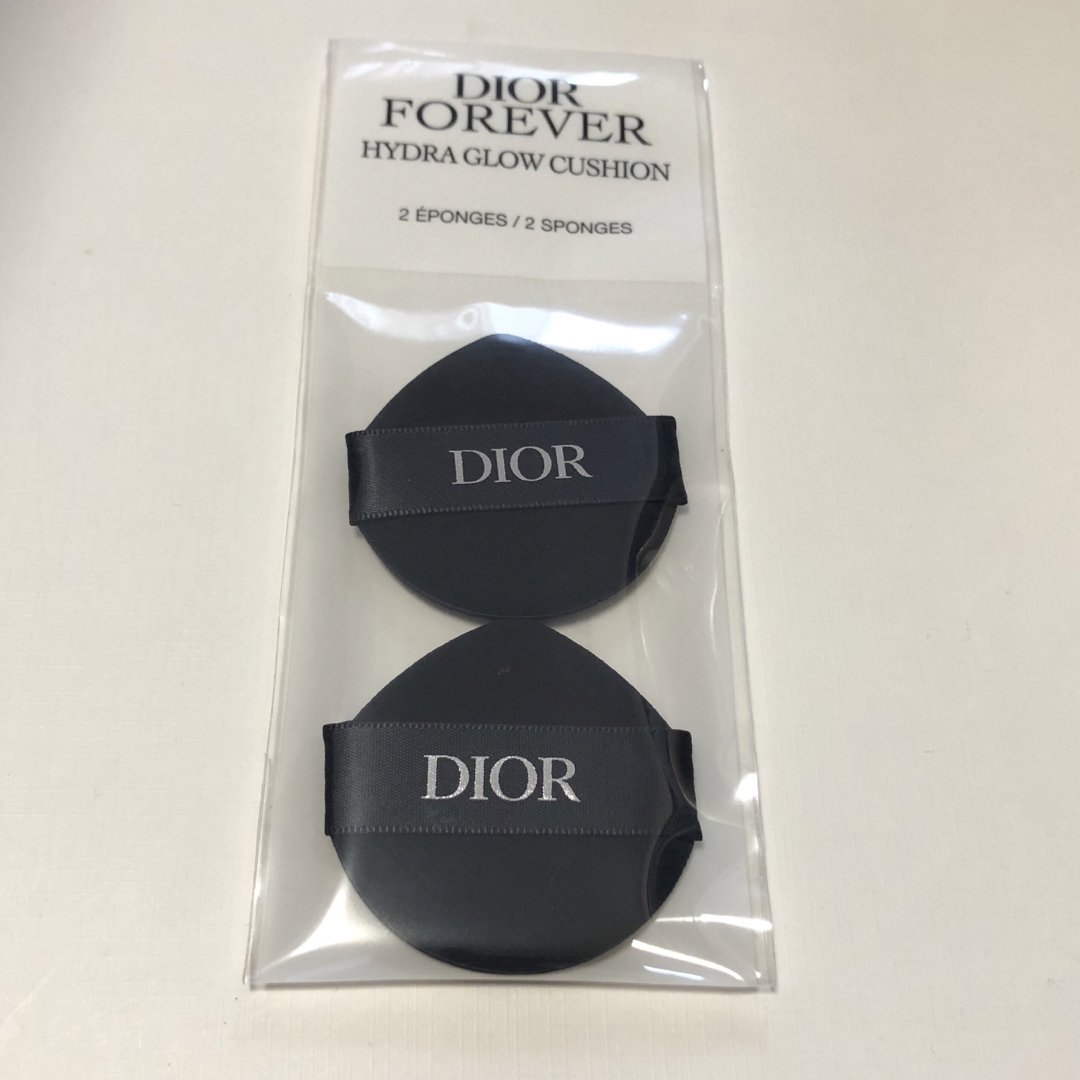 DIOR
FOREVER
HYDRA GLOW CUSHION
2 ÉPONGES / 2 SPONGES
DIOR
DIOR